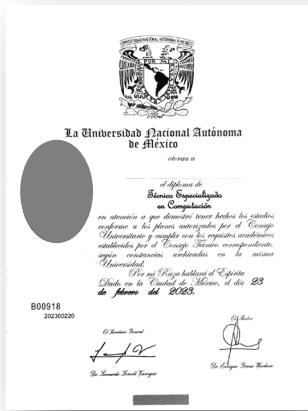 La Universidad Nacional Autónoma
de México
otorga a
el diploma de
Técnico Especializado
en Computación
en atención a que demostró tener hechos los estudios
conforme a los planes autorizados por el Consejo
Universitario y cumplir con los requisitos académicos
establecidos por el Consejo Técnico correspondiente,
según constancias archivadas en la misma
Universidad.
Por mi Raza hablará el Espíritu
Dado en la Ciudad de México, el día 23
de febrero del 2023.
B00918
202300220
El Secretario General
El Rector
Dr. Leonardo Lomelí Vanegas
Dr. Enrique Graue Wiechers